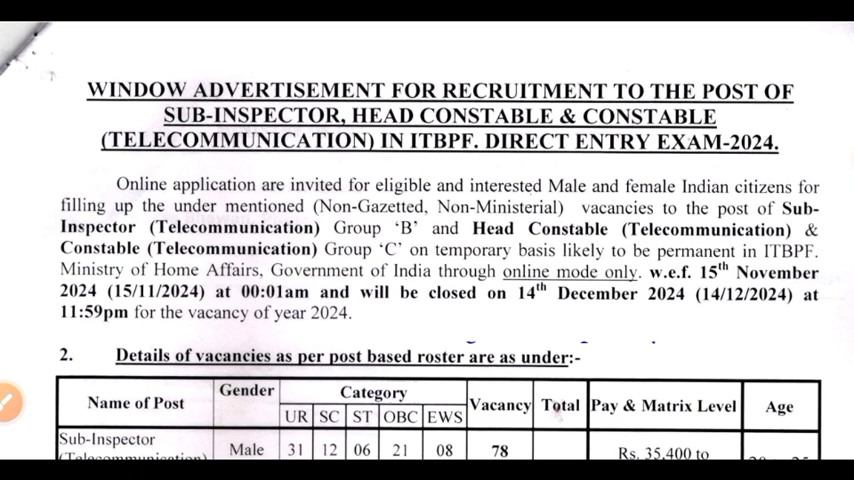 WINDOW ADVERTISEMENT FOR RECRUITMENT TO THE POST OF
SUB-INSPECTOR, HEAD CONSTABLE & CONSTABLE
(TELECOMMUNICATION) IN ITBPF. DIRECT ENTRY EXAM-2024.
Online application are invited for eligible and interested Male and female Indian citizens for
filling up the under mentioned (Non-Gazetted, Non-Ministerial) vacancies to the post of Sub-
Inspector (Telecommunication) Group ‘B’ and Head Constable (Telecommunication) &
Constable (Telecommunication) Group ‘C’ on temporary basis likely to be permanent in ITBPF.
Ministry of Home Affairs, Government of India through online mode only. w.e.f. 15th November
2024 (15/11/2024) at 00:01am and will be closed on 14th December 2024 (14/12/2024) at
11:59pm for the vacancy of year 2024.
2. Details of vacancies as per post based roster are as under:-
Name of Post Gender Category Vacancy Total Pay & Matrix Level Age
UR SC ST OBC EWS
Sub-Inspector Male 31 12 06 21 08 78 Rs. 35,400 to
(Telecommunication)